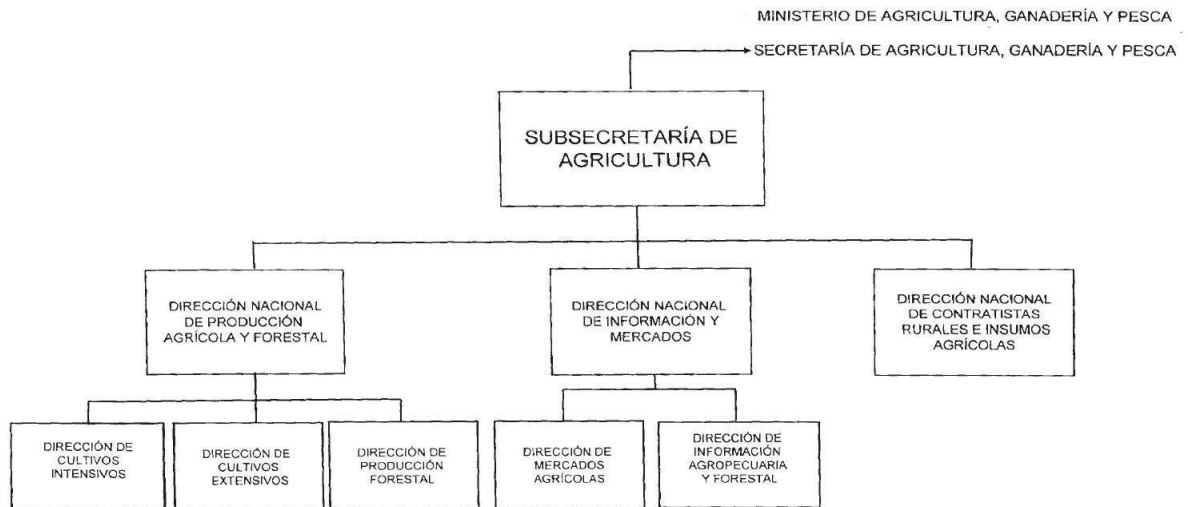 MINISTERIO DE AGRICULTURA, GANADERÍA Y PESCA
SECRETARÍA DE AGRICULTURA, GANADERÍA Y PESCA
SUBSECRETARÍA DE
AGRICULTURA
DIRECCIÓN NACIONAL
DE PRODUCCIÓN
AGRÍCOLA Y FORESTAL
DIRECCIÓN NACIONAL
DE INFORMACIÓN Y
MERCADOS
DIRECCIÓN NACIONAL
DE CONTRATISTAS
RURALES E INSUMOS
AGRÍCOLAS
DIRECCIÓN DE
CULTIVOS
INTENSIVOS
DIRECCIÓN DE
CULTIVOS
EXTENSIVOS
DIRECCIÓN DE
PRODUCCIÓN
FORESTAL
DIRECCIÓN DE
MERCADOS
AGRÍCOLAS
DIRECCIÓN DE
INFORMACIÓN
AGROPECUARIA
Y FORESTAL